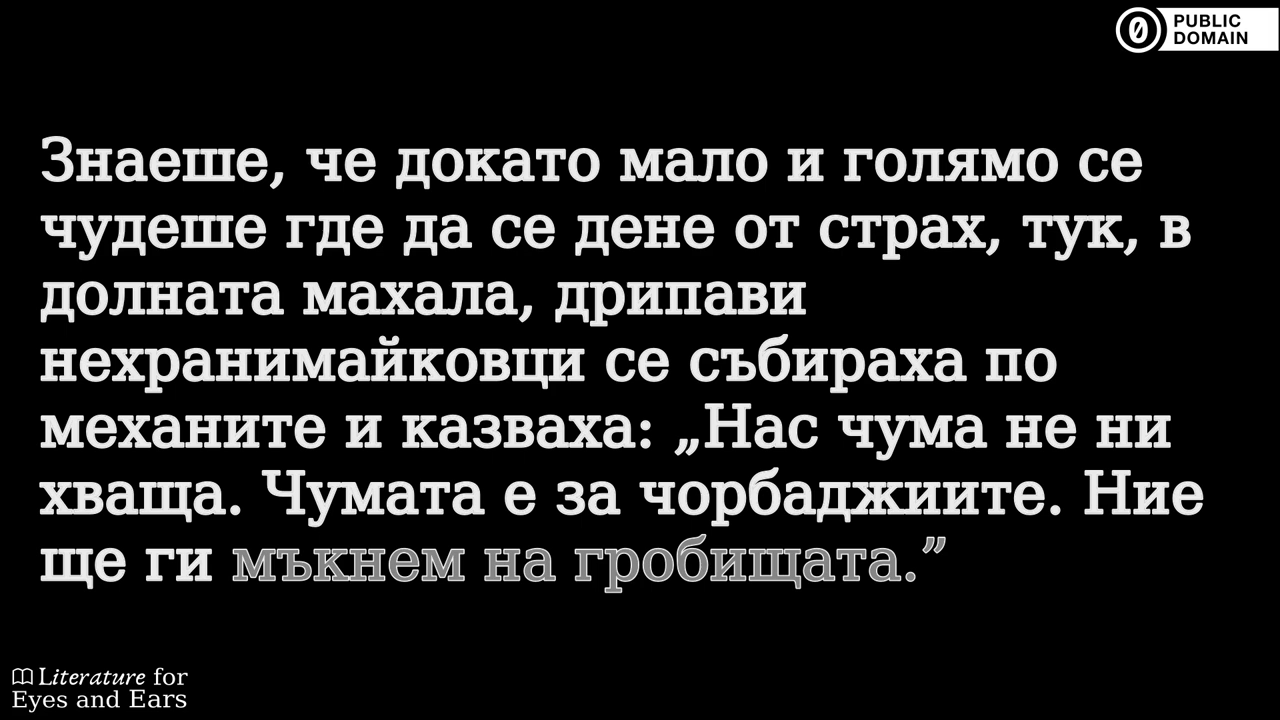 PUBLIC
DOMAIN
Знаеше, че докато мало и голямо се
чудеше где да се дене от страх, тук, в
долната махала, дрипави
нехранимайковци се събираха по
механите и казваха: „Нас чума не ни
хваща. Чумата е за чорбаджиите. Ние
ще ги мъкнем на гробищата.”
Literature for
Eyes and Ears